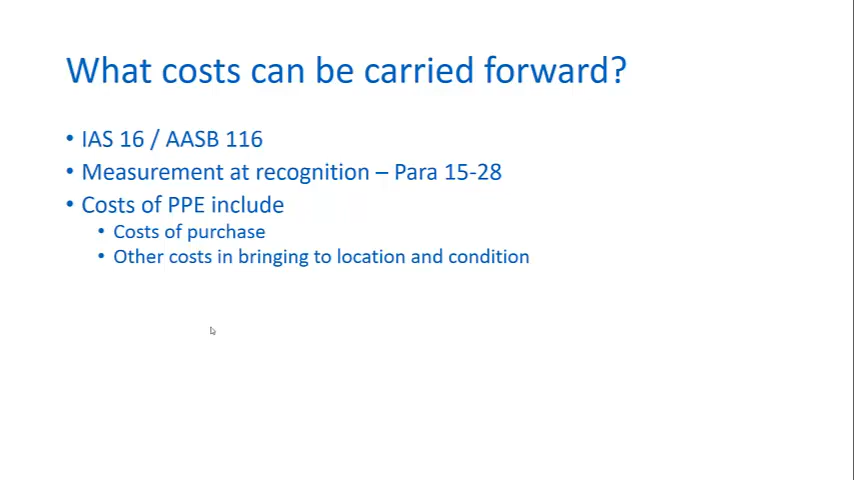 What costs can be carried forward?
• IAS 16 / AASB 116
• Measurement at recognition – Para 15-28
• Costs of PPE include
• Costs of purchase
• Other costs in bringing to location and condition